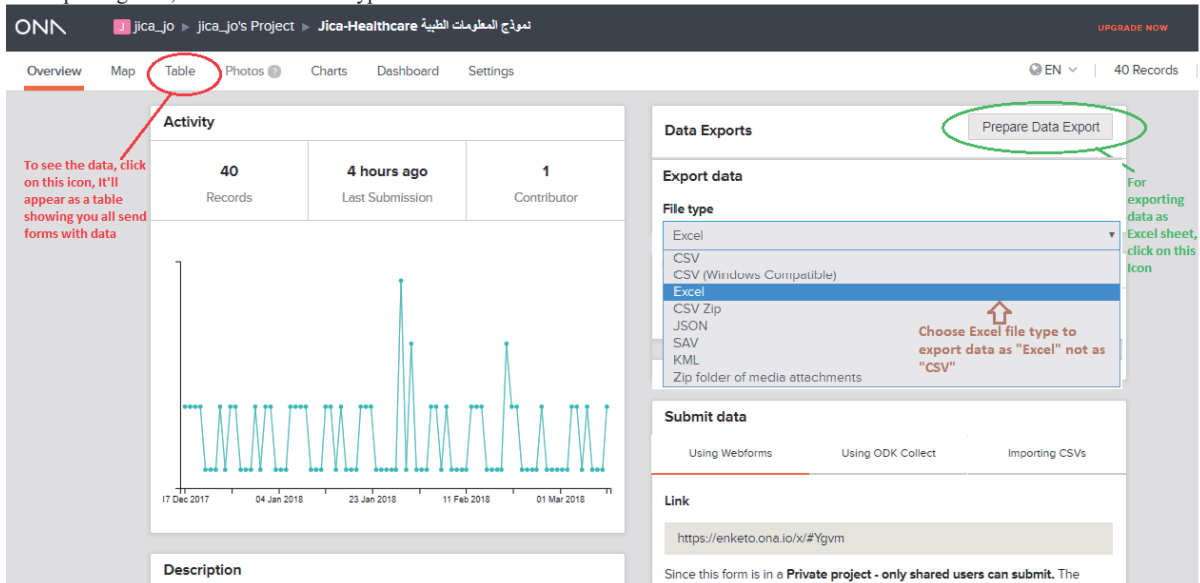 ONA
J jica_jo ▸ jica_jo's Project ▸ Jica-Healthcare نموذج المعلومات الطبية
UPGRADE NOW
Overview Map Table Photos ? Charts Dashboard Settings
EN
40 Records
To see the data, click
on this icon, It'll
appear as a table
showing you all send
forms with data
Activity
40
Records
4 hours ago
Last Submission
1
Contributor
17 Dec 2017 04 Jan 2018 23 Jan 2018 11 Feb 2018 01 Mar 2018
Description
Data Exports
Prepare Data Export
Export data
File type
Excel
CSV
CSV (Windows Compatible)
Excel
CSV Zip
JSON
SAV
KML
Zip folder of media attachments
Choose Excel file type to
export data as "Excel" not as
"CSV"
For
exporting
data as
Excel sheet,
click on this
Icon
Submit data
Using Webforms Using ODK Collect Importing CSVs
Link
https://enketo.ona.io/x/#Ygvm
Since this form is in a Private project - only shared users can submit. The